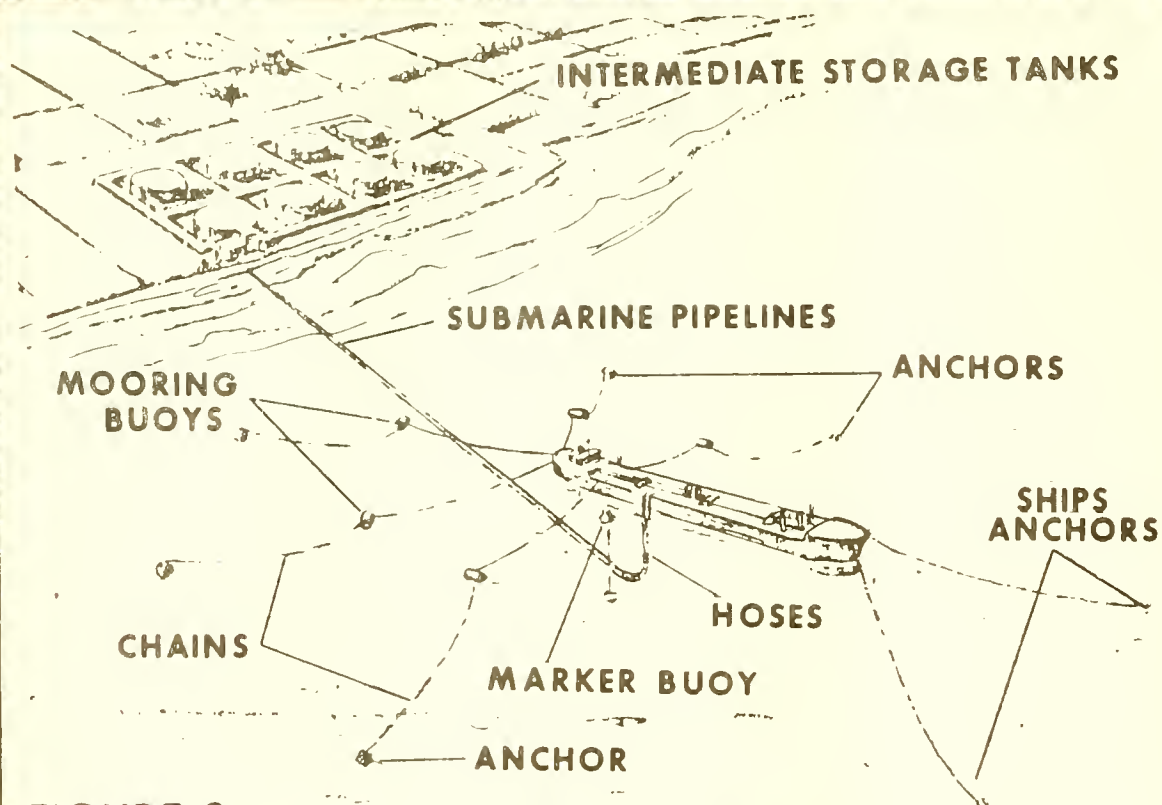 INTERMEDIATE STORAGE TANKS
SUBMARINE PIPELINES
MOORING
BUOYS
ANCHORS
SHIPS
ANCHORS
HOSES
CHAINS
MARKER BUOY
ANCHOR